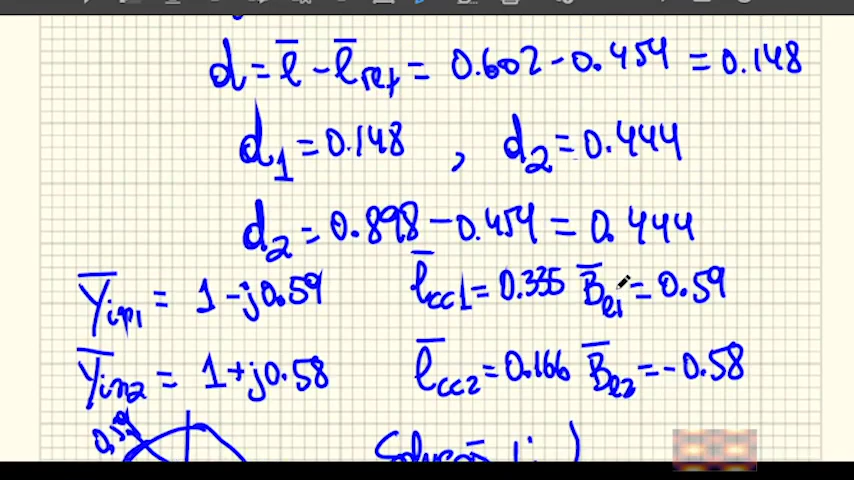 d = l̅ - l̅ref = 0.602 - 0.454 = 0.148
d1 = 0.148 , d2 = 0.444
d2 = 0.898 - 0.454 = 0.444
Y̅in1 = 1 - j0.59 l̅cc1 = 0.335 B̅e1 = 0.59
Y̅in2 = 1 + j0.58 l̅cc2 = 0.166 B̅e2 = -0.58